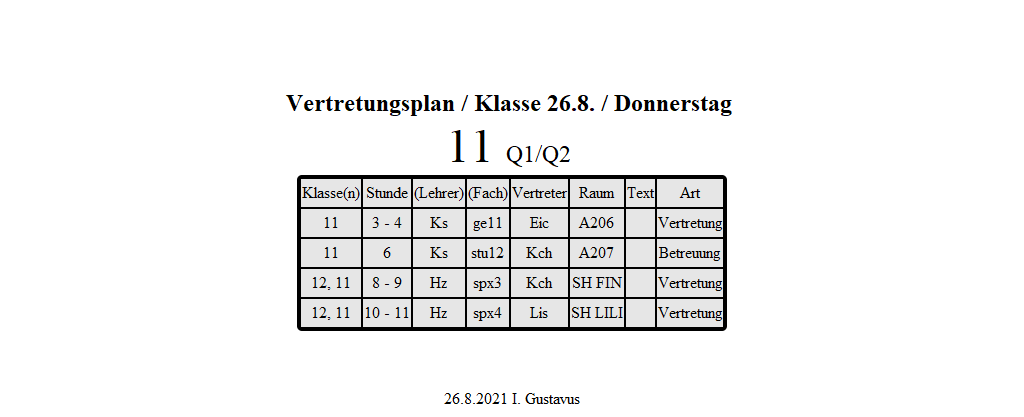 Vertretungsplan / Klasse 26.8. / Donnerstag
11 Q1/Q2
Klasse(n) Stunde (Lehrer) (Fach) Vertreter Raum Text Art
11 3 - 4 Ks ge11 Eic A206 Vertretung
11 6 Ks stu12 Kch A207 Betreuung
12, 11 8 - 9 Hz spx3 Kch SH FIN Vertretung
12, 11 10 - 11 Hz spx4 Lis SH LILI Vertretung
26.8.2021 I. Gustavus